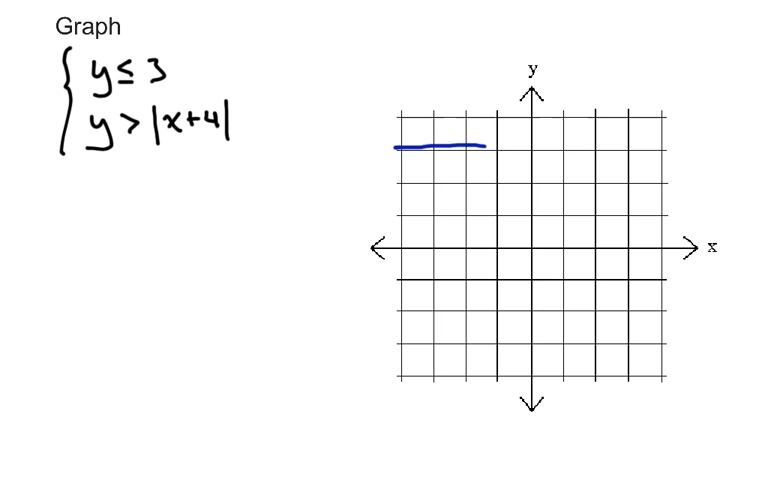 Graph
y ≤ 3
y > |x+4|
y
x